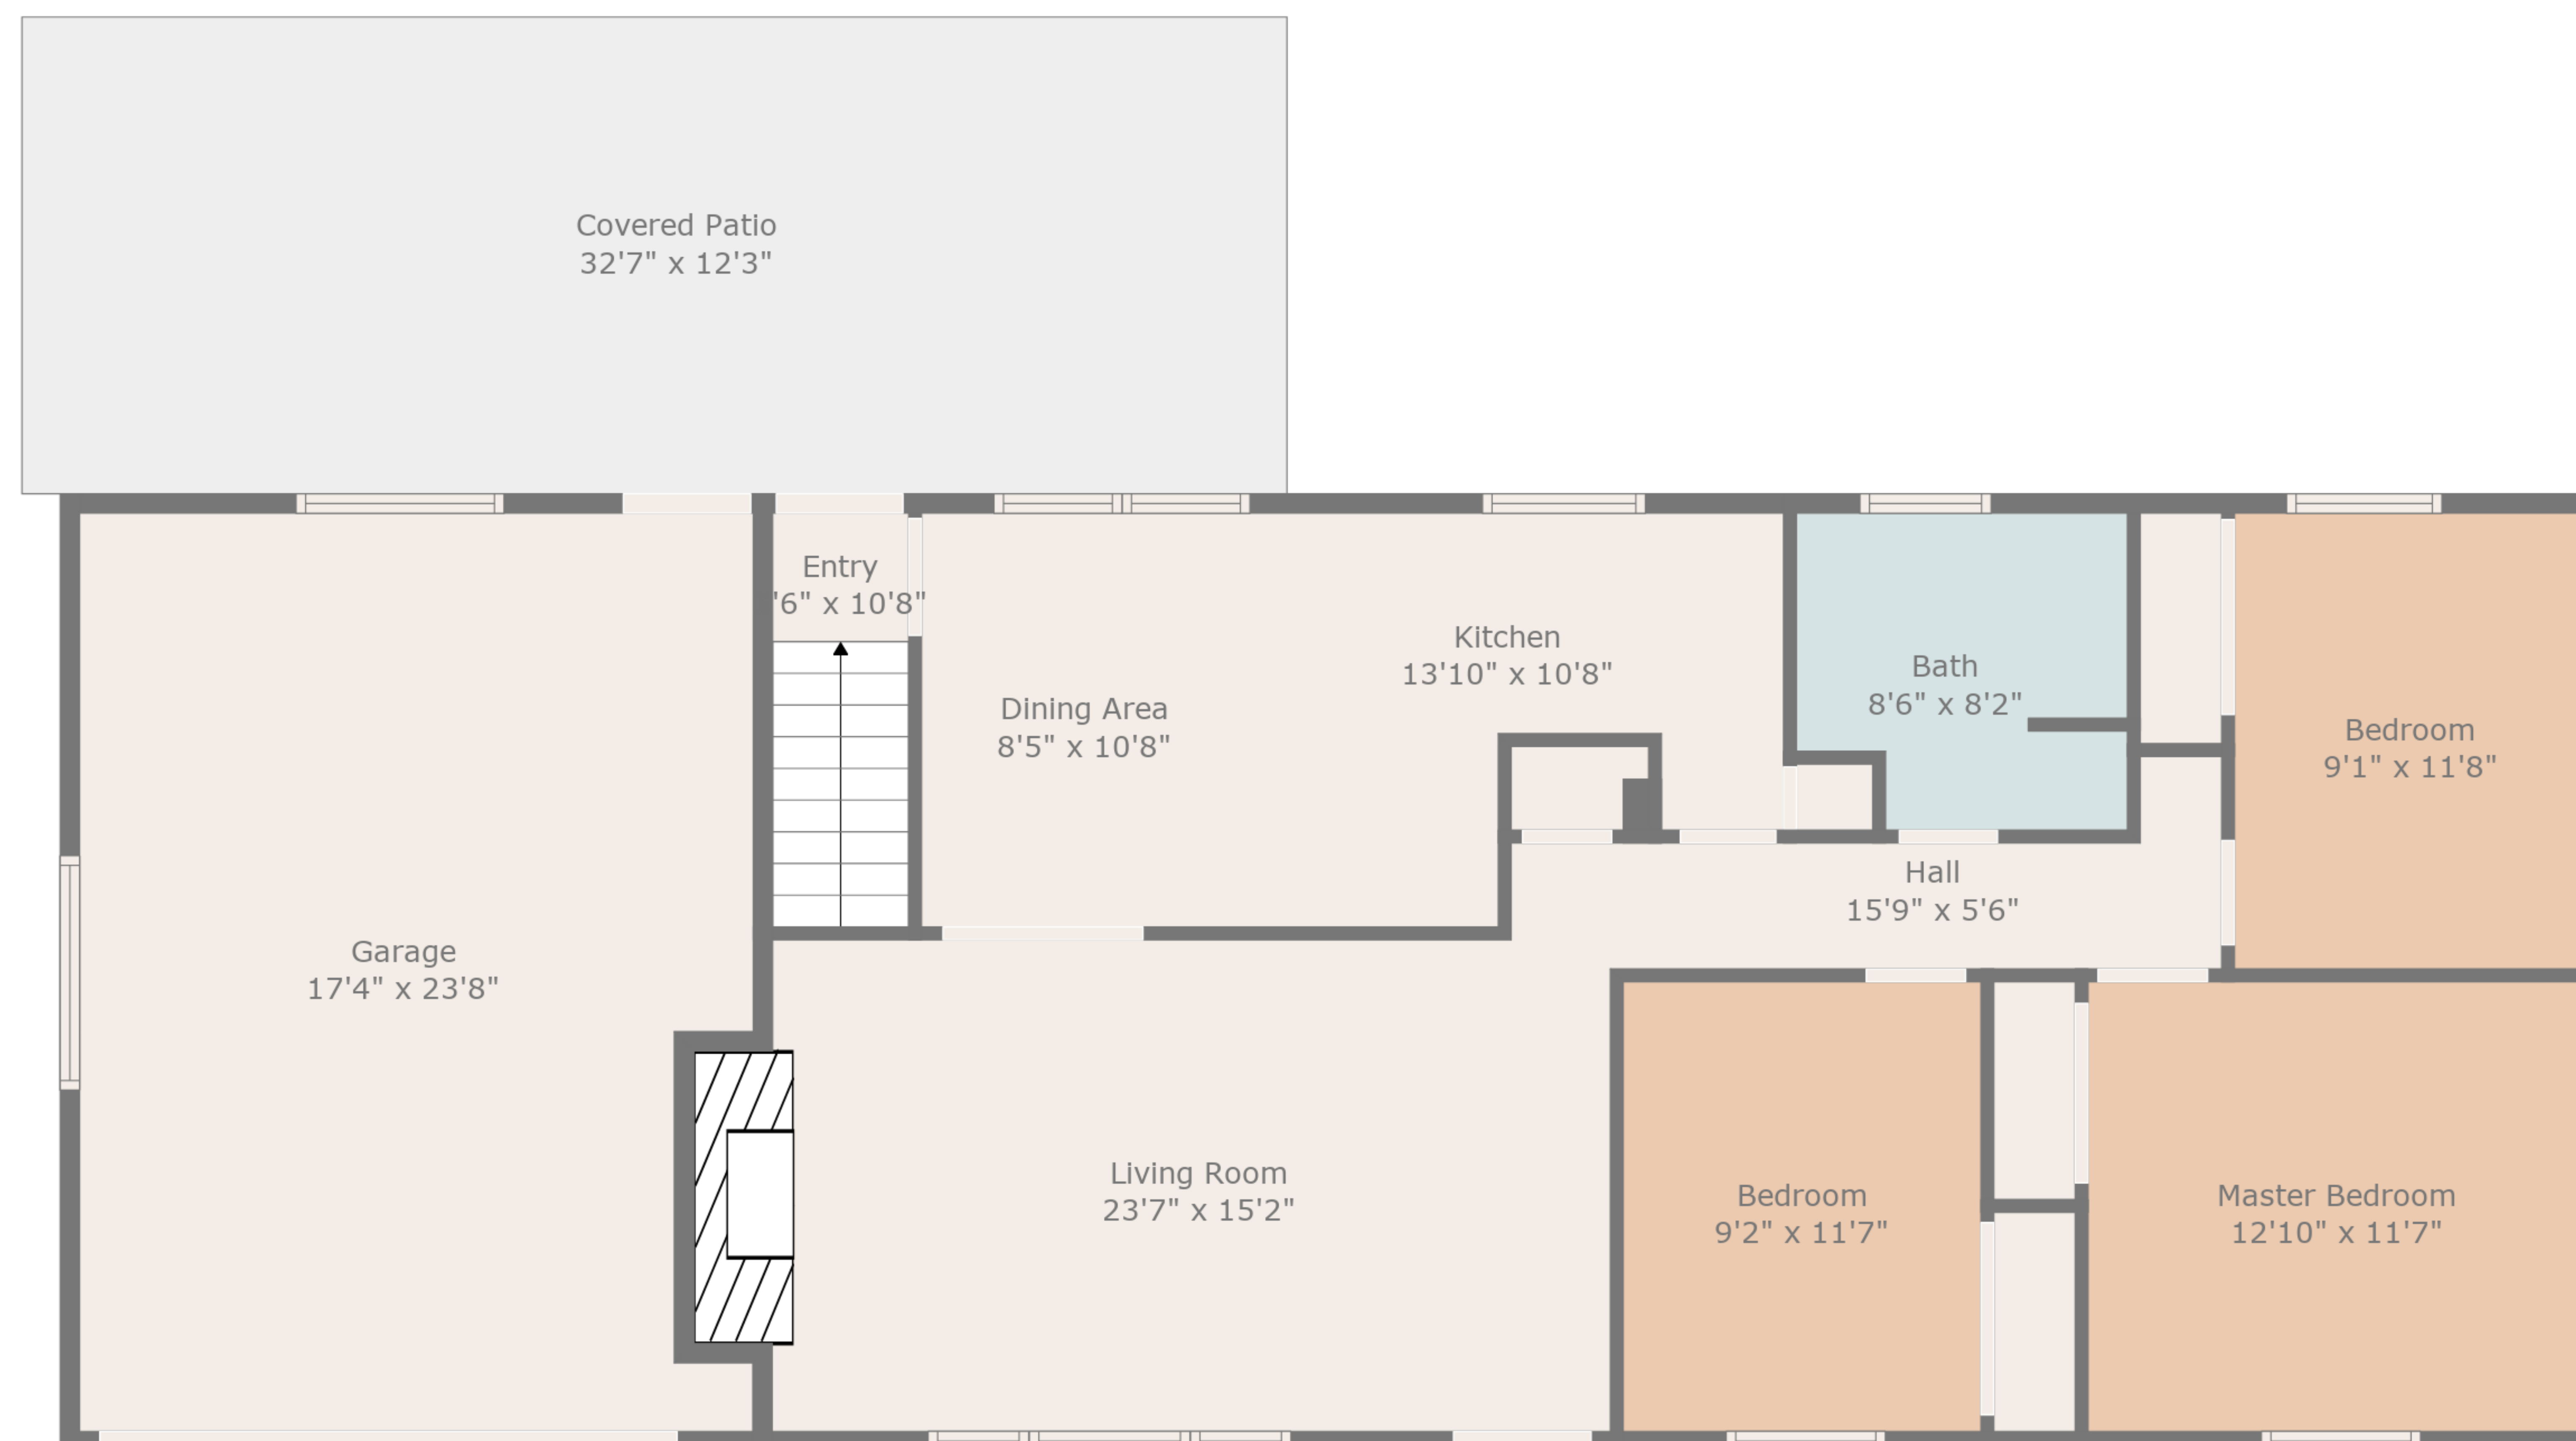 Covered Patio
32'7" x 12'3"
Entry
'6" x 10'8"
Kitchen
13'10" x 10'8"
Bath
8'6" x 8'2"
Dining Area
8'5" x 10'8"
Bedroom
9'1" x 11'8"
Hall
15'9" x 5'6"
Garage
17'4" x 23'8"
Living Room
23'7" x 15'2"
Bedroom
9'2" x 11'7"
Master Bedroom
12'10" x 11'7"